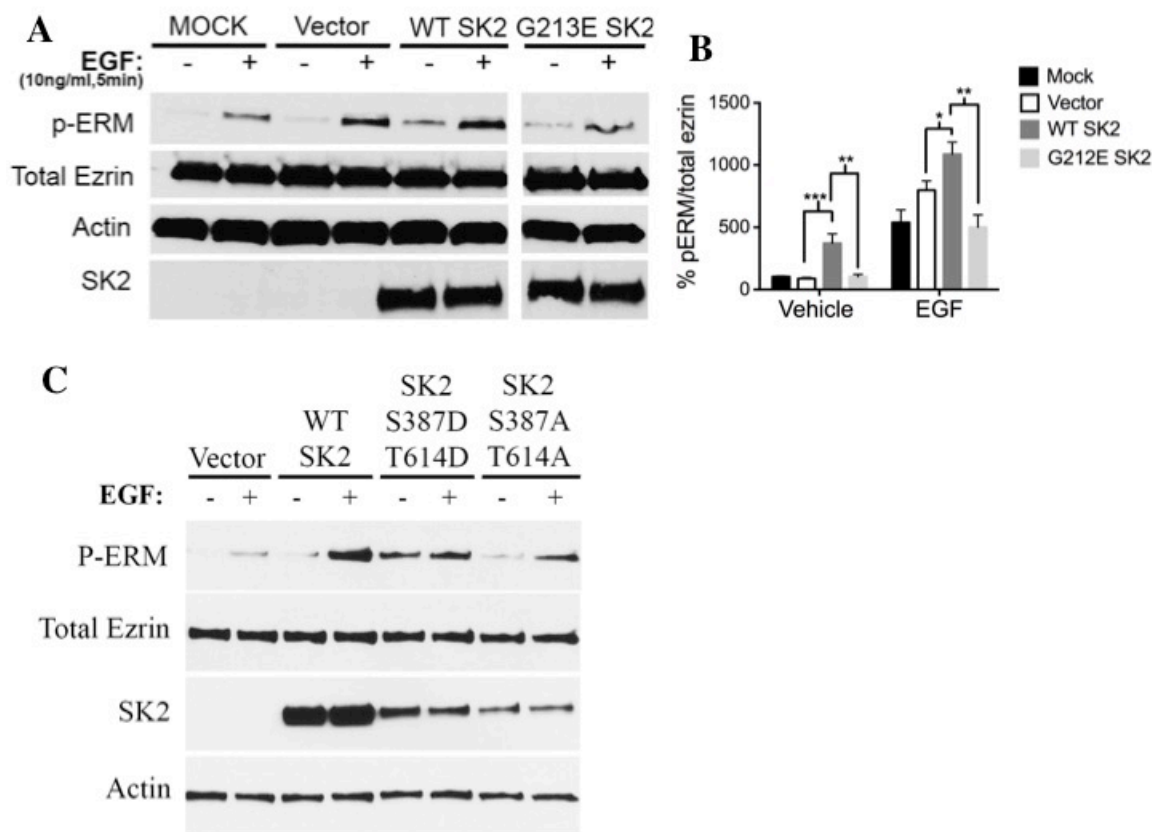 A
MOCK Vector WT SK2 G213E SK2
EGF: - + - + - + - +
(10ng/ml,5min)
p-ERM
Total Ezrin
Actin
SK2
B
Mock
Vector
WT SK2
G212E SK2
% pERM/total ezrin
1500
1000
500
0
*** ** * **
Vehicle EGF
C
Vector
WT
SK2
SK2
S387D
T614D
SK2
S387A
T614A
EGF: - + - + - + - +
P-ERM
Total Ezrin
SK2
Actin